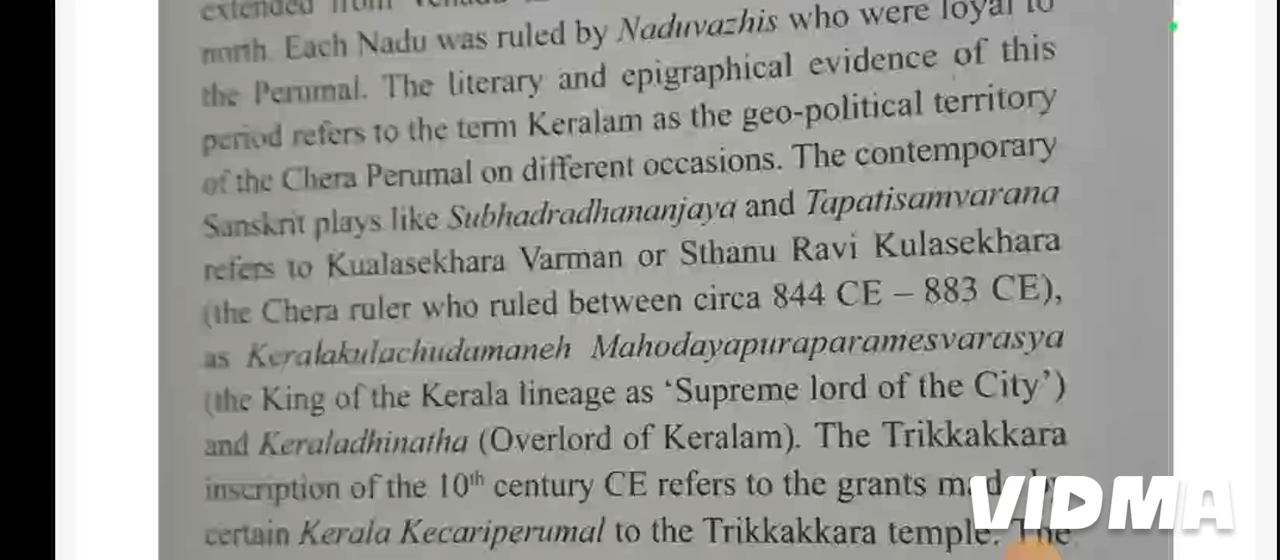 extended from
north. Each Nadu was ruled by Naduvazhis who were loyal to
the Perumal. The literary and epigraphical evidence of this
period refers to the term Keralam as the geo-political territory
of the Chera Perumal on different occasions. The contemporary
Sanskrit plays like Subhadradhananjaya and Tapatisamvarana
refers to Kualasekhara Varman or Sthanu Ravi Kulasekhara
(the Chera ruler who ruled between circa 844 CE – 883 CE),
as Keralakulachudamaneh Mahodayapuraparamesvarasya
(the King of the Kerala lineage as ‘Supreme lord of the City’)
and Keraladhinatha (Overlord of Keralam). The Trikkakkara
inscription of the 10th century CE refers to the grants
certain Kerala Kecariperumal to the Trikkakkara temple. The
VIDMA